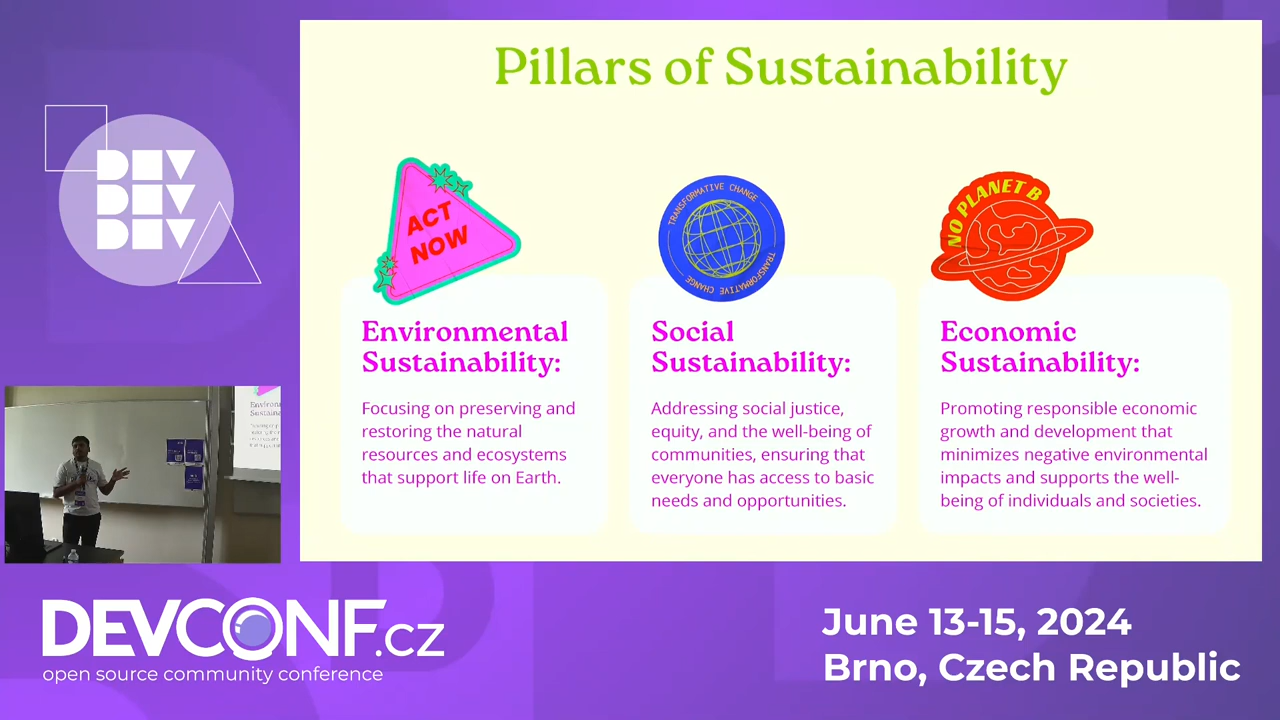 Pillars of Sustainability
DEV
DEV
DEV
ACT
NOW
TRANSFORMATIVE CHANGE
TRANSFORMATIVE CHANGE
NO PLANET B
Environmental
Sustainability:
Focusing on preserving and
restoring the natural
resources and ecosystems
that support life on Earth.
Social
Sustainability:
Addressing social justice,
equity, and the well-being of
communities, ensuring that
everyone has access to basic
needs and opportunities.
Economic
Sustainability:
Promoting responsible economic
growth and development that
minimizes negative environmental
impacts and supports the well-
being of individuals and societies.
DEVCONF.cz
open source community conference
June 13-15, 2024
Brno, Czech Republic